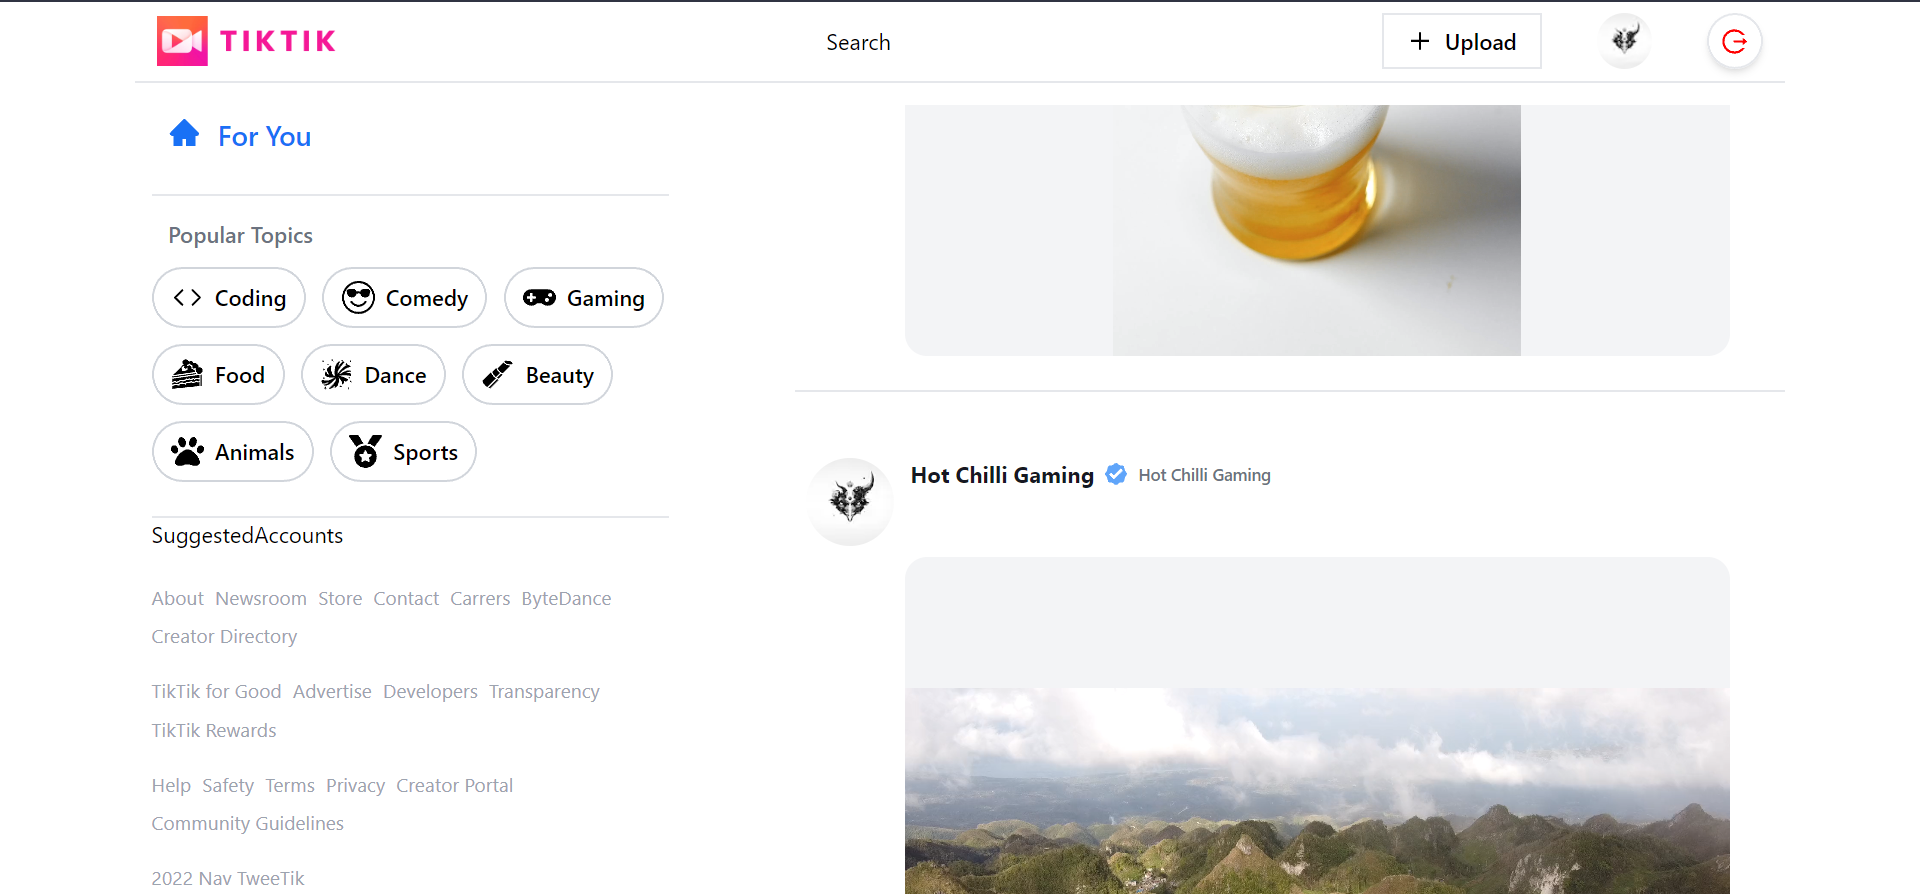 TIKTIK
Search
Upload
For You
Popular Topics
Coding Comedy Gaming
Food Dance Beauty
Animals Sports
SuggestedAccounts
About Newsroom Store Contact Carrers ByteDance
Creator Directory
TikTik for Good Advertise Developers Transparency
TikTik Rewards
Help Safety Terms Privacy Creator Portal
Community Guidelines
2022 Nav TweeTik
Hot Chilli Gaming Hot Chilli Gaming